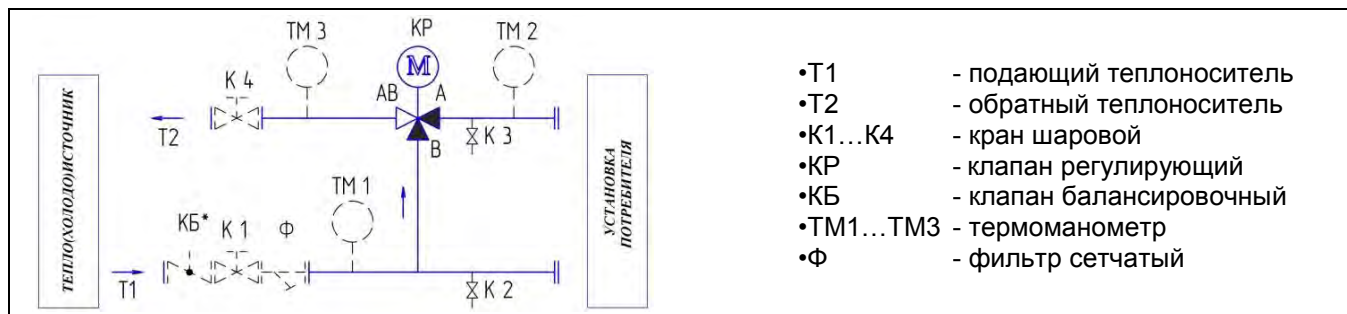 ТМ 3
КР
ТМ 2
М
К 4
АВ
А
Т2
К 3
В
ТМ 1
КБ*
К 1
Ф
Т1
К 2
ТЕПЛО(ХОЛОДО)ИСТОЧНИК
УСТАНОВКА
ПОТРЕБИТЕЛЯ
•Т1 - подающий теплоноситель
•Т2 - обратный теплоноситель
•К1…К4 - кран шаровой
•КР - клапан регулирующий
•КБ - клапан балансировочный
•ТМ1…ТМ3 - термоманометр
•Ф - фильтр сетчатый